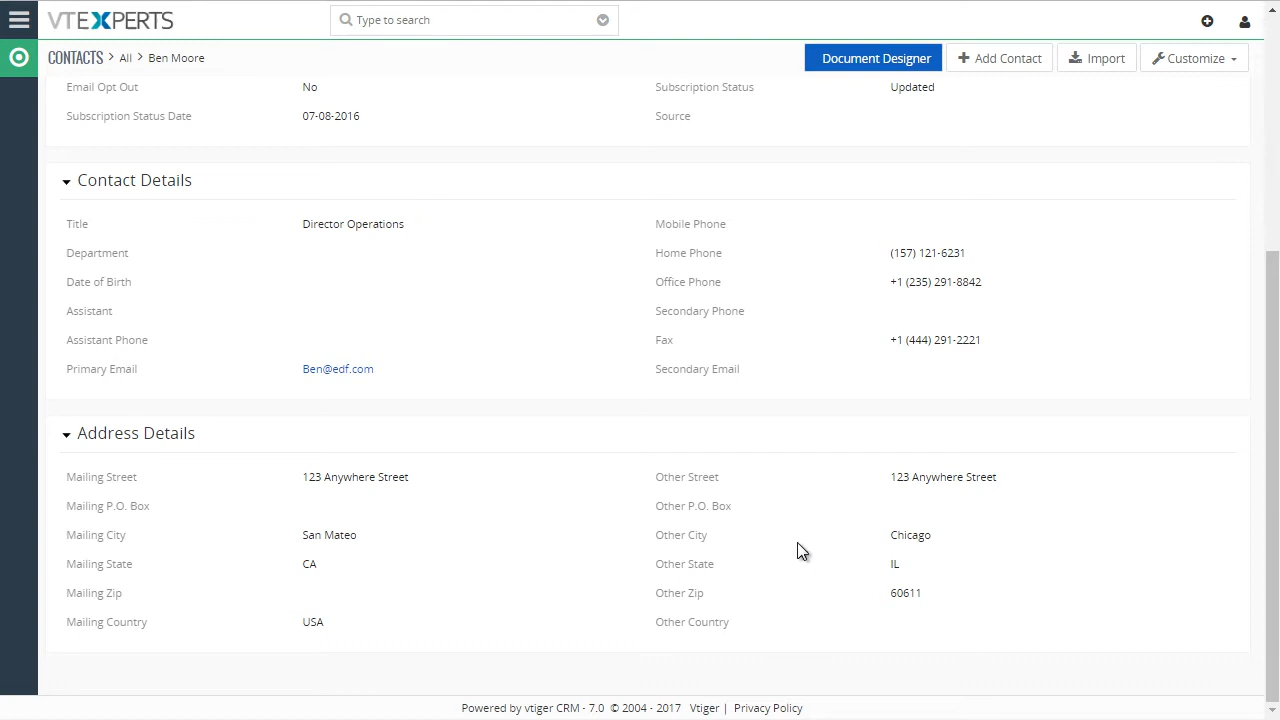 VTEXPERTS
Type to search
CONTACTS > All > Ben Moore
Document Designer
Add Contact
Import
Customize
Email Opt Out No Subscription Status Updated
Subscription Status Date 07-08-2016 Source
Contact Details
Title Director Operations Mobile Phone
Department Home Phone (157) 121-6231
Date of Birth Office Phone +1 (235) 291-8842
Assistant Secondary Phone
Assistant Phone Fax +1 (444) 291-2221
Primary Email Ben@edf.com Secondary Email
Address Details
Mailing Street 123 Anywhere Street Other Street 123 Anywhere Street
Mailing P.O. Box Other P.O. Box
Mailing City San Mateo Other City Chicago
Mailing State CA Other State IL
Mailing Zip Other Zip 60611
Mailing Country USA Other Country
Powered by vtiger CRM - 7.0 © 2004 - 2017 Vtiger | Privacy Policy